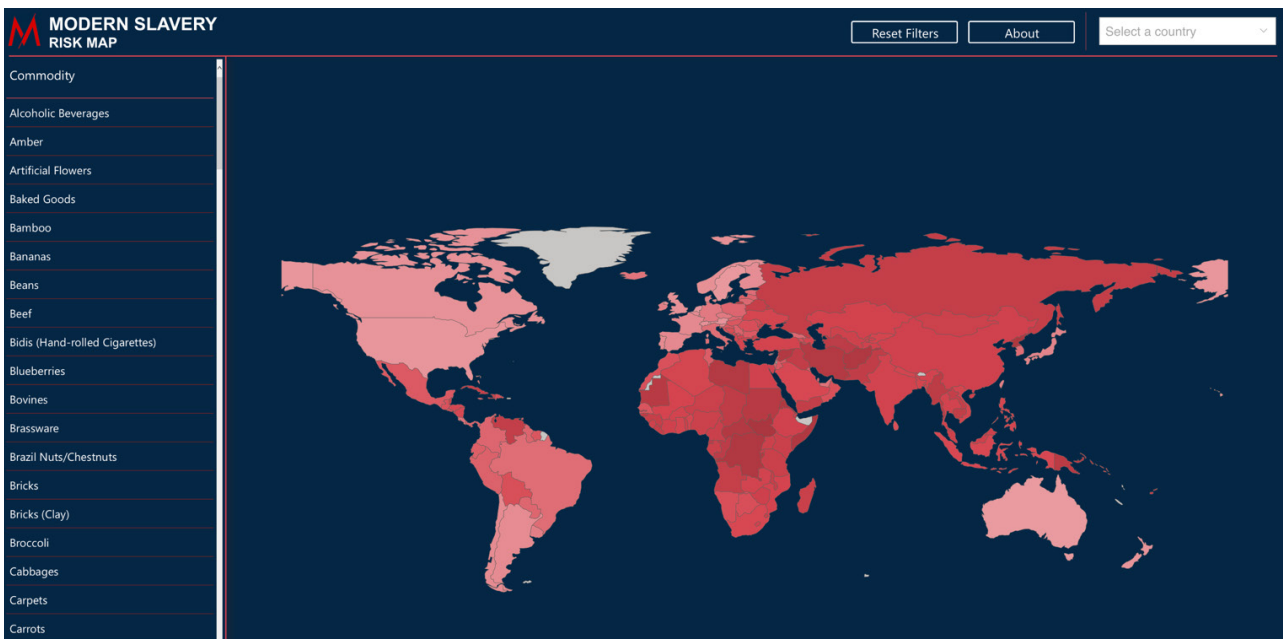 MODERN SLAVERY
RISK MAP
Reset Filters
About
Select a country
Commodity
Alcoholic Beverages
Amber
Artificial Flowers
Baked Goods
Bamboo
Bananas
Beans
Beef
Bidis (Hand-rolled Cigarettes)
Blueberries
Bovines
Brassware
Brazil Nuts/Chestnuts
Bricks
Bricks (Clay)
Broccoli
Cabbages
Carpets
Carrots